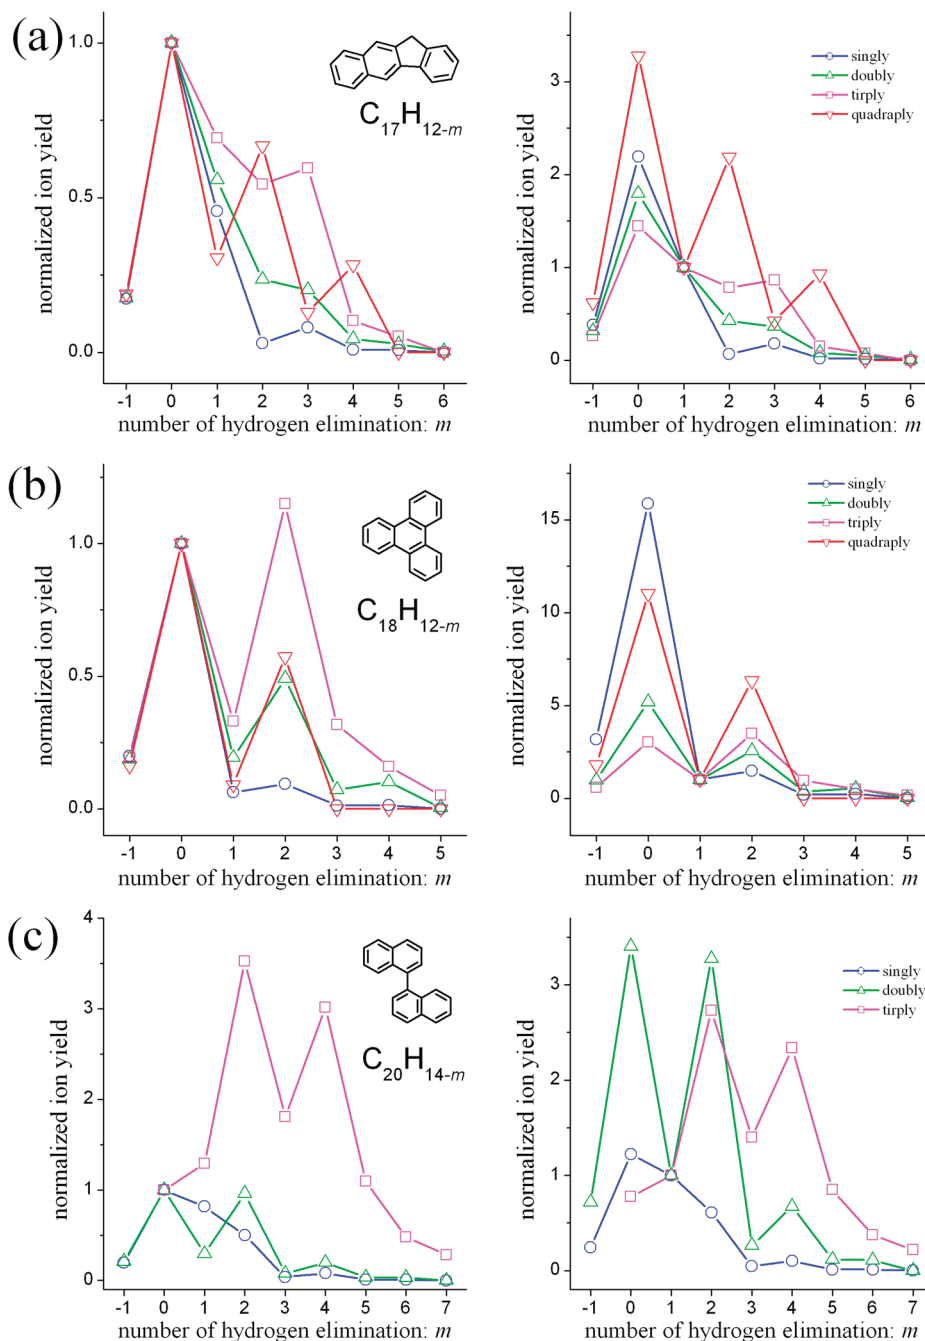 (a)
normalized ion yield
1.0
0.5
0.0
C17H12-m
-1 0 1 2 3 4 5 6
number of hydrogen elimination: m
normalized ion yield
3
2
1
0
singly
doubly
tirply
quadraply
-1 0 1 2 3 4 5 6
number of hydrogen elimination: m
(b)
normalized ion yield
1.0
0.5
0.0
C18H12-m
-1 0 1 2 3 4 5
number of hydrogen elimination: m
normalized ion yield
15
10
5
0
singly
doubly
triply
quadraply
-1 0 1 2 3 4 5
number of hydrogen elimination: m
(c)
normalized ion yield
4
3
2
1
0
C20H14-m
-1 0 1 2 3 4 5 6 7
number of hydrogen elimination: m
normalized ion yield
3
2
1
0
singly
doubly
tirply
-1 0 1 2 3 4 5 6 7
number of hydrogen elimination: m